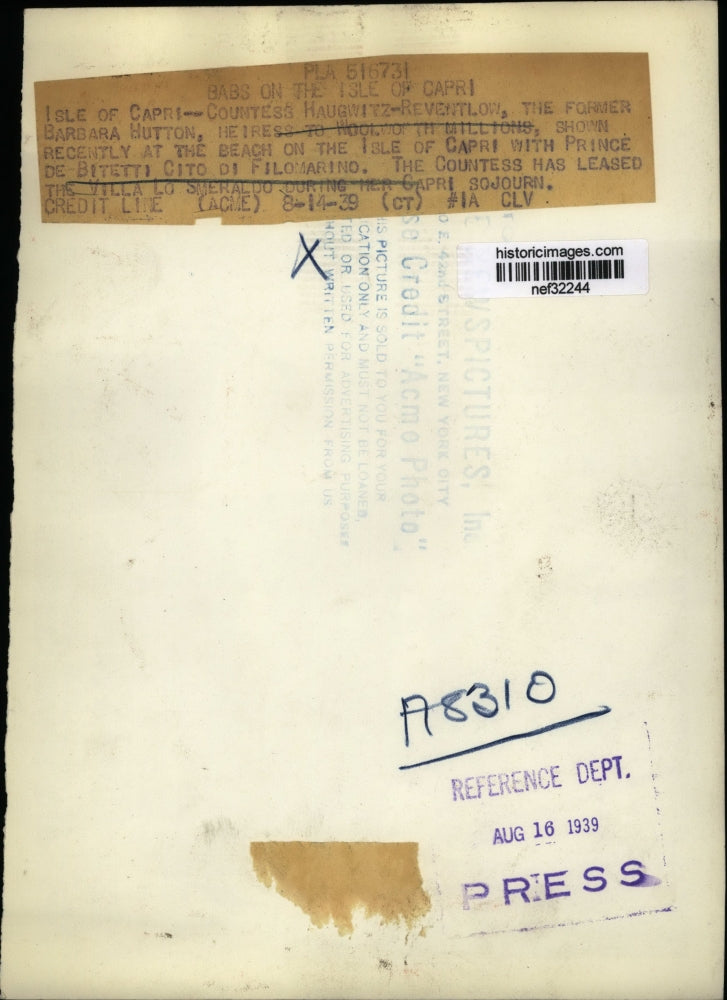 PLA 516731
BABS ON THE ISLE OF CAPRI
ISLE OF CAPRI--COUNTESS HAUGWITZ-REVENTLOW, THE FORMER
BARBARA HUTTON, HEIRESS TO WOOLWORTH MILLIONS, SHOWN
RECENTLY AT THE BEACH ON THE ISLE OF CAPRI WITH PRINCE
DE BITETTI CITO DI FILOMARINO. THE COUNTESS HAS LEASED
THE VILLA LO SMERALDO DURING HER CAPRI SOJOURN.
CREDIT LINE (ACME) 8-14-39 (CT) #1A CLV
historicimages.com
nef32244
X
WSPICTURES, Inc
E. 42nd STREET, NEW YORK CITY
se Credit "Acme Photo"
IS PICTURE IS SOLD TO YOU FOR YOUR
ICATION ONLY AND MUST NOT BE LOANED,
TED OR USED FOR ADVERTISING PURPOSES
HOUT WRITTEN PERMISSION FROM US
A8310
REFERENCE DEPT.
AUG 16 1939
PRESS